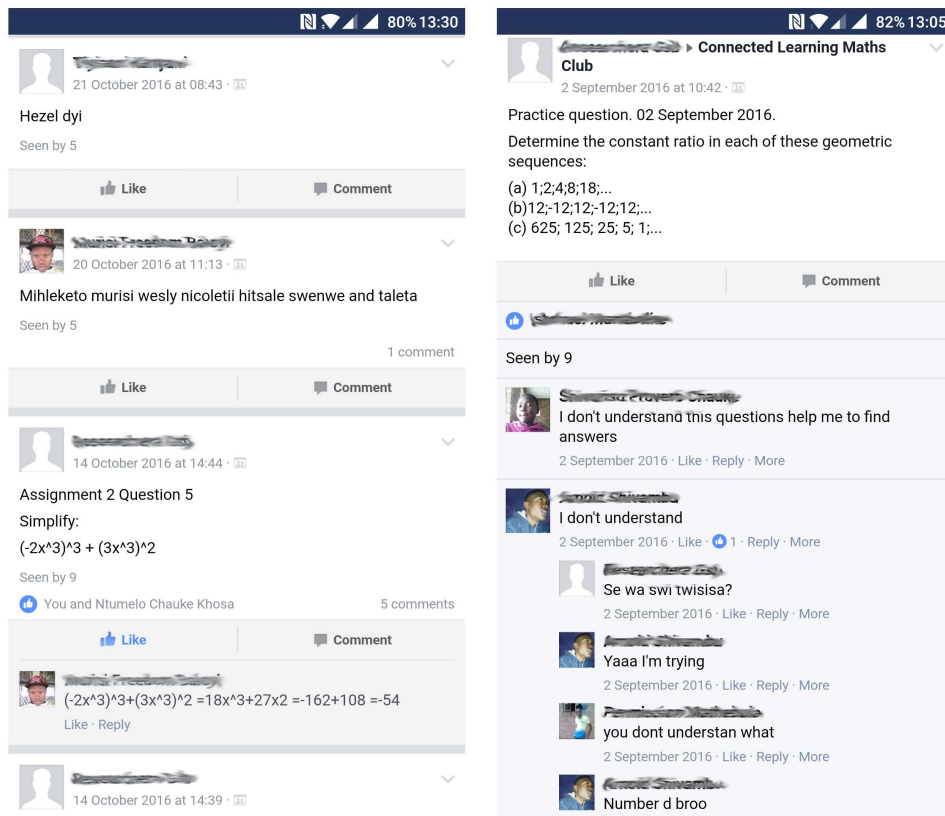 80% 13:30
21 October 2016 at 08:43 ·
Hezel dyi
Seen by 5
Like Comment
20 October 2016 at 11:13 ·
Mihleketo murisi wesly nicoletii hitsale swenwe and taleta
Seen by 5
1 comment
Like Comment
14 October 2016 at 14:44 ·
Assignment 2 Question 5
Simplify:
(-2x^3)^3 + (3x^3)^2
Seen by 9
You and Ntumelo Chauke Khosa 5 comments
Like Comment
(-2x^3)^3+(3x^3)^2 =18x^3+27x2 =-162+108 =-54
Like · Reply
14 October 2016 at 14:39 ·
82% 13:05
Connected Learning Maths
Club
2 September 2016 at 10:42 ·
Practice question. 02 September 2016.
Determine the constant ratio in each of these geometric
sequences:
(a) 1;2;4;8;18;...
(b)12;-12;12;-12;12;...
(c) 625; 125; 25; 5; 1;...
Like Comment
Seen by 9
I don't understand this questions help me to find
answers
2 September 2016 · Like · Reply · More
I don't understand
2 September 2016 · Like · 1 · Reply · More
Se wa swi twisisa?
2 September 2016 · Like · Reply · More
Yaaa I'm trying
2 September 2016 · Like · Reply · More
you dont understan what
2 September 2016 · Like · Reply · More
Number d broo